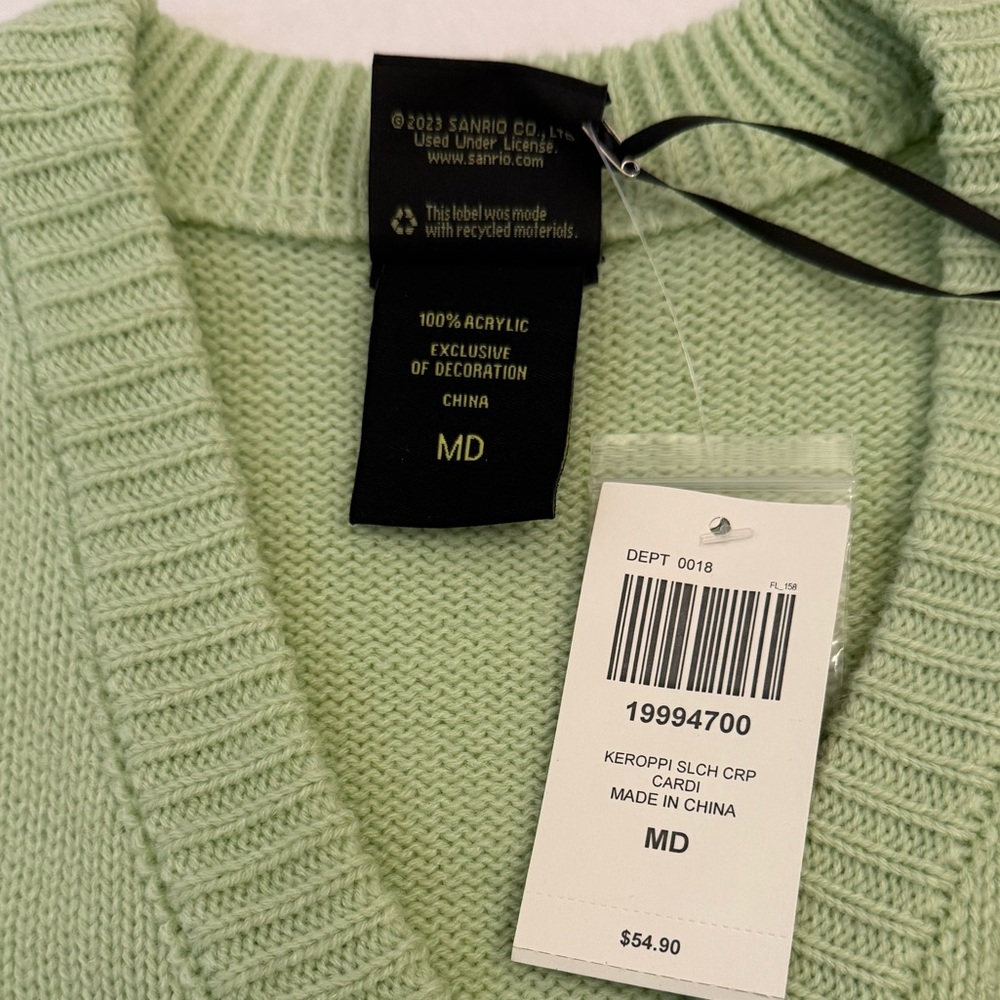 © 2023 SANRIO CO., LTD
Used Under License.
www.sanrio.com
This label was made
with recycled materials.
100% ACRYLIC
EXCLUSIVE
OF DECORATION
CHINA
MD
DEPT 0018
FL_158
19994700
KEROPPI SLCH CRP
CARDI
MADE IN CHINA
MD
$54.90